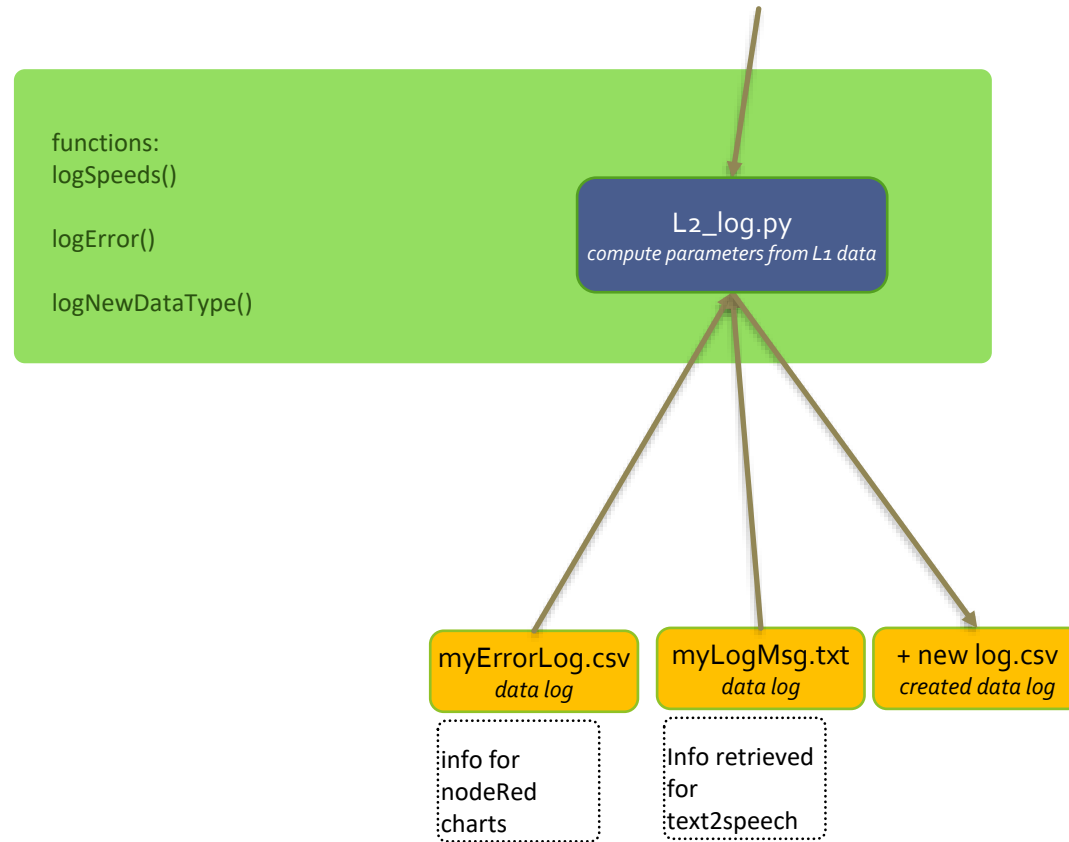 functions:
logSpeeds()
logError()
logNewDataType()
L2_log.py
compute parameters from L1 data
myErrorLog.csv
data log
myLogMsg.txt
data log
+ new log.csv
created data log
info for
nodeRed
charts
Info retrieved
for
text2speech